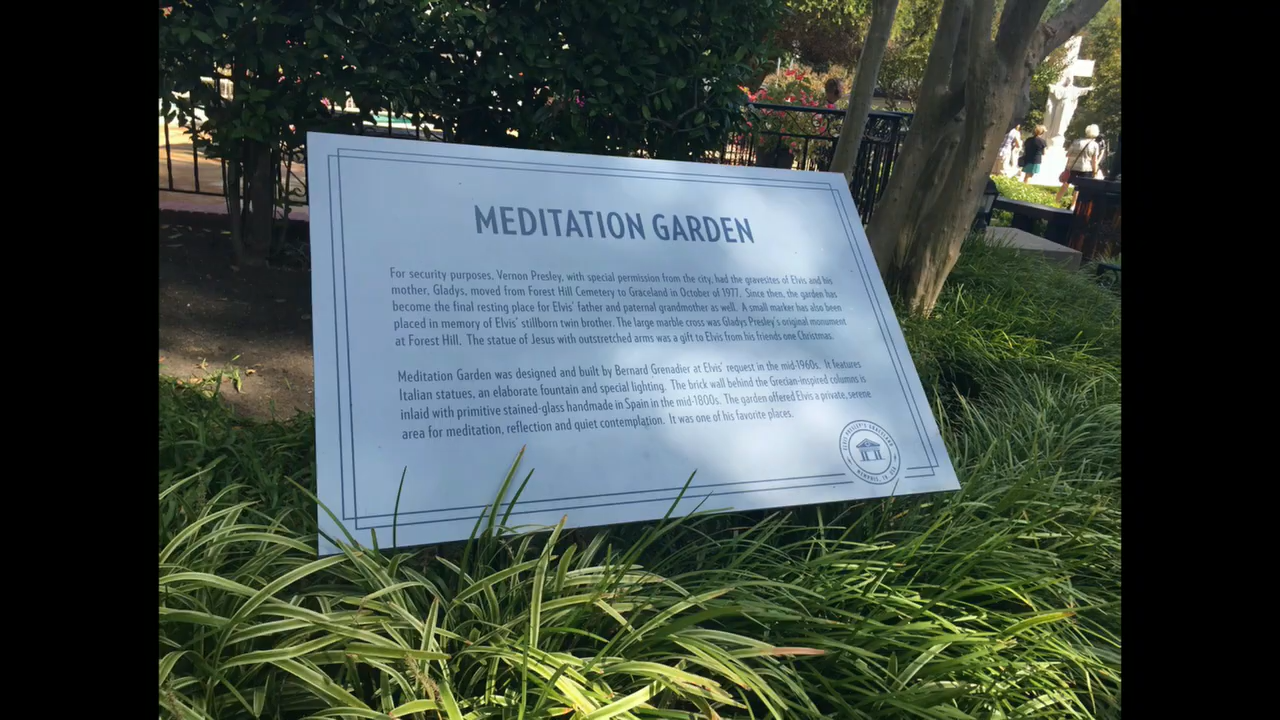 MEDITATION GARDEN
For security purposes, Vernon Presley, with special permission from the city, had the gravesites of Elvis and his
mother, Gladys, moved from Forest Hill Cemetery to Graceland in October of 1977. Since then, the garden has
become the final resting place for Elvis' father and paternal grandmother as well. A small marker has also been
placed in memory of Elvis' stillborn twin brother. The large marble cross was Gladys Presley's original monument
at Forest Hill. The statue of Jesus with outstretched arms was a gift to Elvis from his friends one Christmas.
Meditation Garden was designed and built by Bernard Grenadier at Elvis' request in the mid-1960s. It features
Italian statues, an elaborate fountain and special lighting. The brick wall behind the Grecian-inspired columns is
inlaid with primitive stained-glass handmade in Spain in the mid-1800s. The garden offered Elvis a private, serene
area for meditation, reflection and quiet contemplation. It was one of his favorite places.
ELVIS PRESLEY'S GRACELAND
MEMPHIS, TN USA